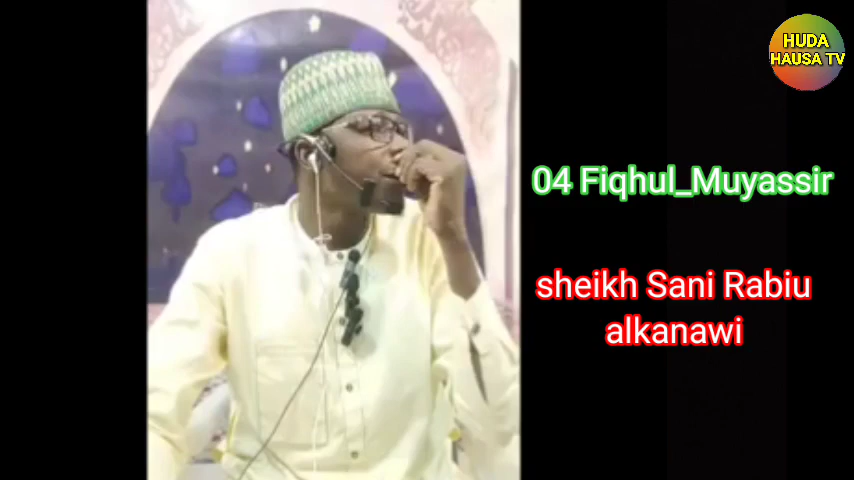 HUDA
HAUSA TV
04 Fiqhul_Muyassir
sheikh Sani Rabiu
alkanawi